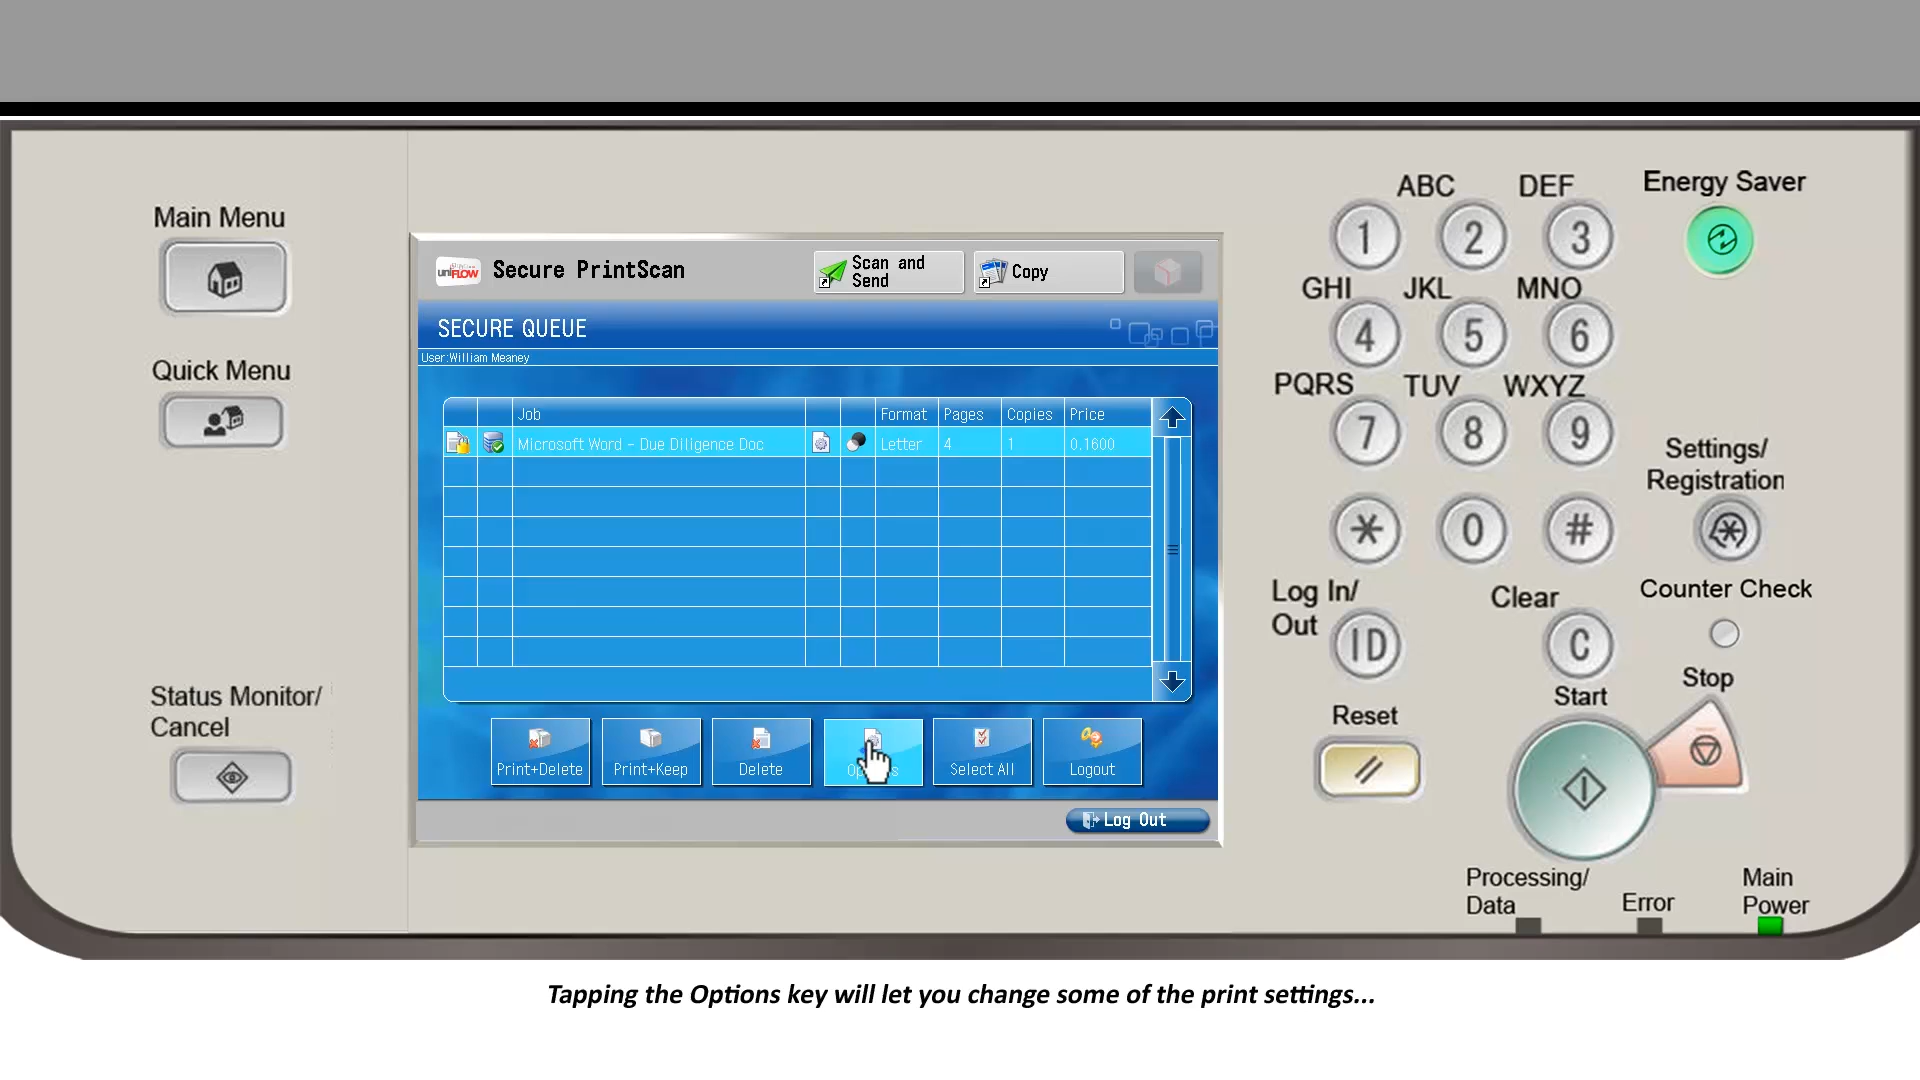 Main Menu
Quick Menu
Status Monitor/
Cancel
uniFLOW
Secure PrintScan
Scan and
Send
Copy
SECURE QUEUE
User:William Meaney
Job Format Pages Copies Price
Microsoft Word - Due Diligence Doc Letter 4 1 0.1600
Print+Delete Print+Keep Delete Select All Logout
Log Out
ABC DEF
1 2 3
GHI JKL MNO
4 5 6
PQRS TUV WXYZ
7 8 9
* 0 #
Log In/
Out
ID
Clear
C
Reset
Start
Stop
Energy Saver
Settings/
Registration
Counter Check
Processing/
Data
Error
Main
Power
Tapping the Options key will let you change some of the print settings...